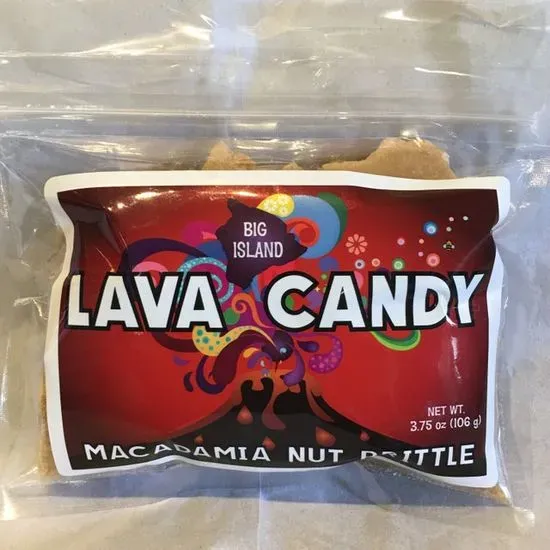 BIG
ISLAND
LAVA CANDY
NET WT.
3.75 oz (106 g)
MACADAMIA NUT BRITTLE